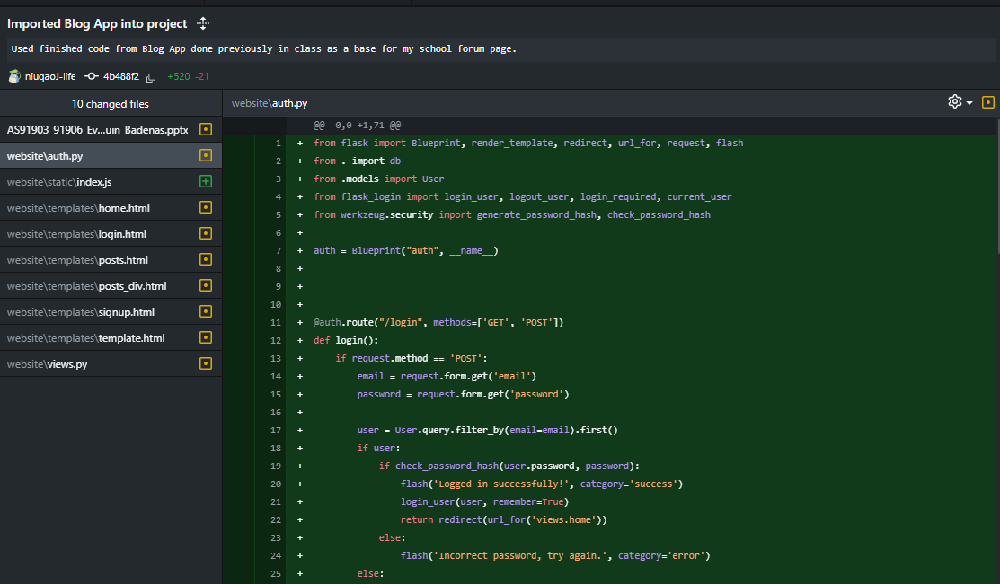 Imported Blog App into project
Used finished code from Blog App done previously in class as a base for my school forum page.
niuqaoJ-life 4b488f2 +520 -21
10 changed files
AS91903_91906_Ev...uin_Badenas.pptx
website\auth.py
website\static\index.js
website\templates\home.html
website\templates\login.html
website\templates\posts.html
website\templates\posts_div.html
website\templates\signup.html
website\templates\template.html
website\views.py
website\auth.py
@@ -0,0 +1,71 @@
1 + from flask import Blueprint, render_template, redirect, url_for, request, flash
2 + from . import db
3 + from .models import User
4 + from flask_login import login_user, logout_user, login_required, current_user
5 + from werkzeug.security import generate_password_hash, check_password_hash
6 +
7 + auth = Blueprint("auth", __name__)
8 +
9 +
10 +
11 + @auth.route("/login", methods=['GET', 'POST'])
12 + def login():
13 +     if request.method == 'POST':
14 +         email = request.form.get('email')
15 +         password = request.form.get('password')
16 +
17 +         user = User.query.filter_by(email=email).first()
18 +         if user:
19 +             if check_password_hash(user.password, password):
20 +                 flash('Logged in successfully!', category='success')
21 +                 login_user(user, remember=True)
22 +                 return redirect(url_for('views.home'))
23 +             else:
24 +                 flash('Incorrect password, try again.', category='error')
25 +         else: